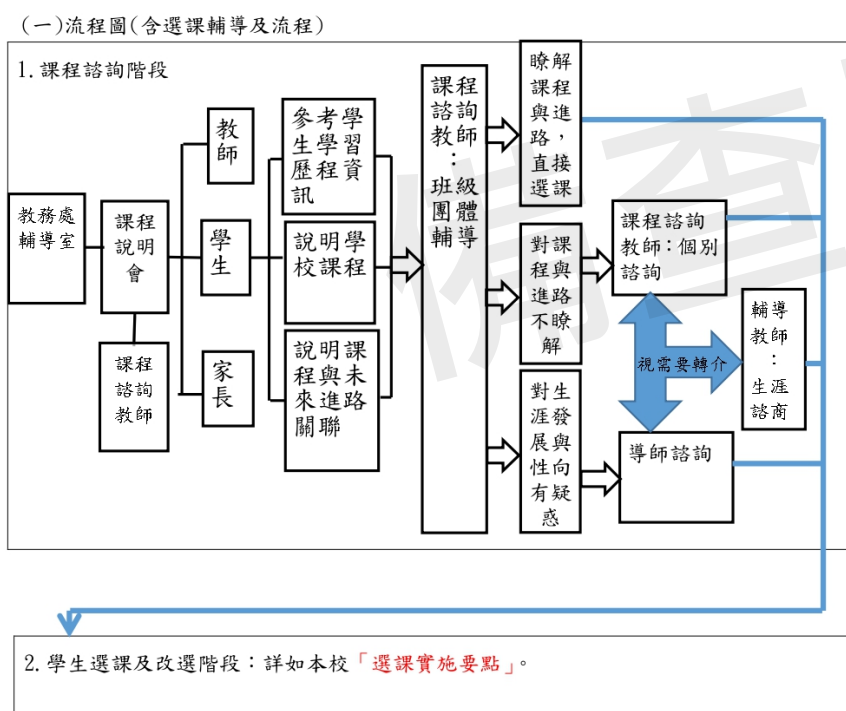 (一)流程圖(含選課輔導及流程)
1.課程諮詢階段
教務處
輔導室
課程
說明
會
課程
諮詢
教師
教
師
學
生
家
長
參考學
生學習
歷程資
訊
說明學
校課程
說明課
程與未
來進路
關聯
課程
諮詢
教師
：
班級
團體
輔導
瞭解
課程
與進
路，
直接
選課
對課
程與
進路
不瞭
解
對生
涯發
展與
性向
有疑
惑
課程諮詢
教師：個別
諮詢
視需要轉介
導師諮詢
輔導
教師
：
生涯
諮商
備查
2.學生選課及改選階段：詳如本校「選課實施要點」。